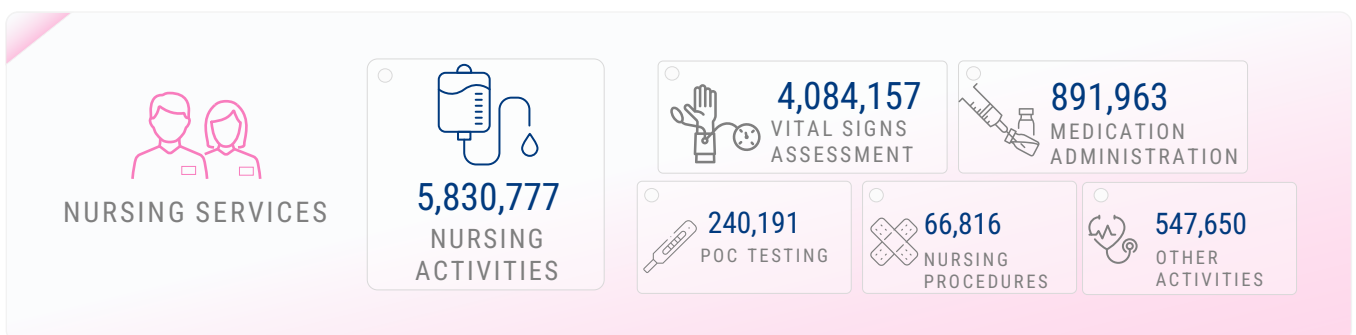 NURSING SERVICES
5,830,777
NURSING
ACTIVITIES
4,084,157
VITAL SIGNS
ASSESSMENT
891,963
MEDICATION
ADMINISTRATION
240,191
POC TESTING
66,816
NURSING
PROCEDURES
547,650
OTHER
ACTIVITIES